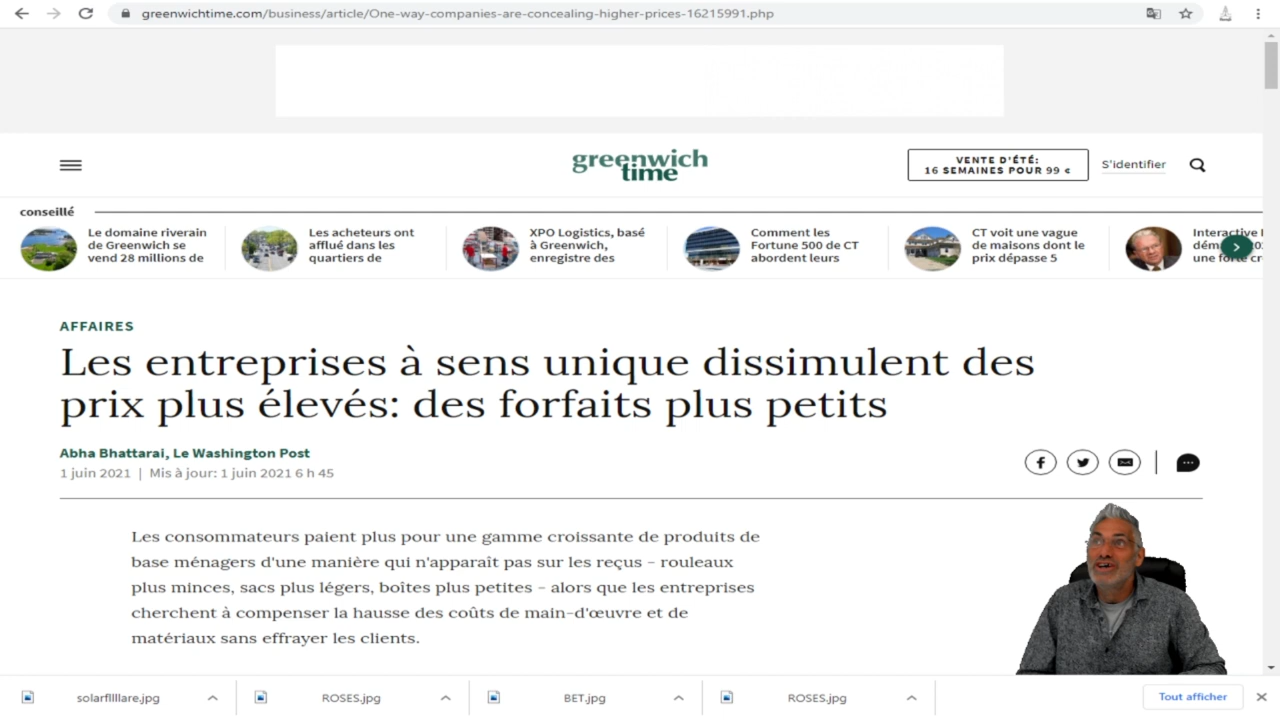 greenwichtime.com/business/article/One-way-companies-are-concealing-higher-prices-16215991.php
greenwich
time
VENTE D'ÉTÉ:
16 SEMAINES POUR 99 ¢
S'identifier
conseillé
Le domaine riverain
de Greenwich se
vend 28 millions de
Les acheteurs ont
afflué dans les
quartiers de
XPO Logistics, basé
à Greenwich,
enregistre des
Comment les
Fortune 500 de CT
abordent leurs
CT voit une vague
de maisons dont le
prix dépasse 5
Interactive
une
AFFAIRES
Les entreprises à sens unique dissimulent des
prix plus élevés: des forfaits plus petits
Abha Bhattarai, Le Washington Post
1 juin 2021 | Mis à jour: 1 juin 2021 6 h 45
Les consommateurs paient plus pour une gamme croissante de produits de
base ménagers d'une manière qui n'apparaît pas sur les reçus - rouleaux
plus minces, sacs plus légers, boîtes plus petites - alors que les entreprises
cherchent à compenser la hausse des coûts de main-d'œuvre et de
matériaux sans effrayer les clients.
solarflllllare.jpg
ROSES.jpg
BET.jpg
ROSES.jpg
Tout afficher